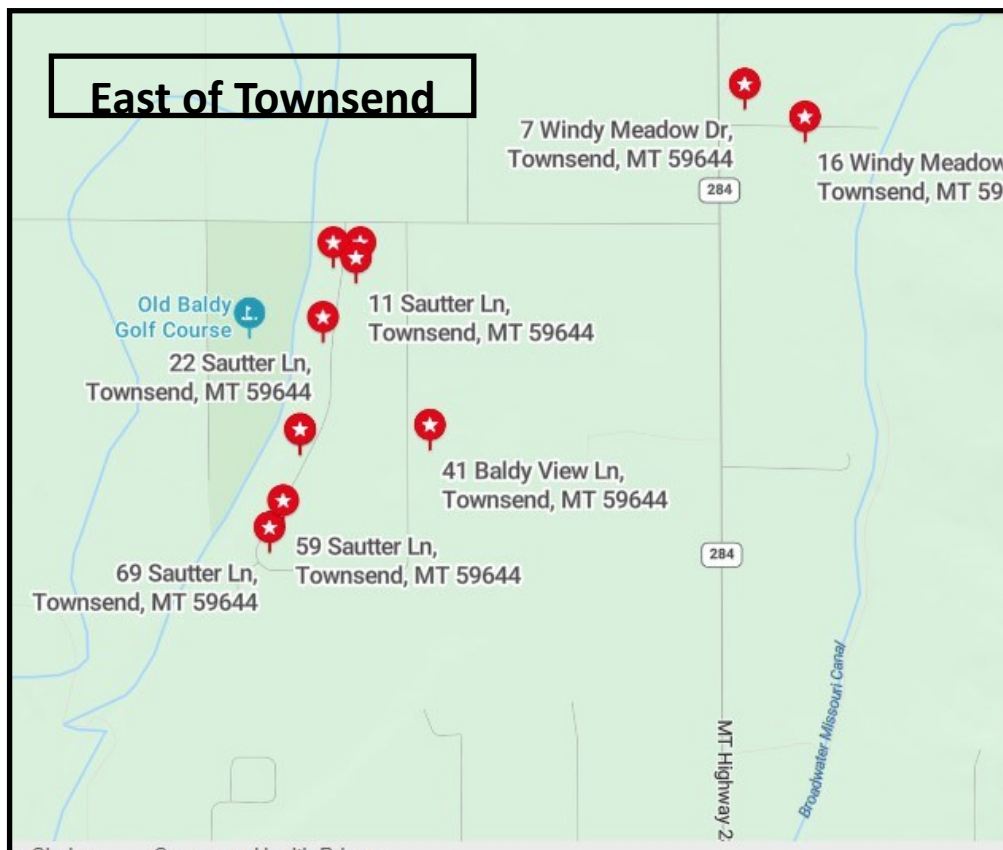 East of Townsend
7 Windy Meadow Dr,
Townsend, MT 59644
16 Windy Meadow
Townsend, MT 59
284
Old Baldy
Golf Course
11 Sautter Ln,
Townsend, MT 59644
22 Sautter Ln,
Townsend, MT 59644
41 Baldy View Ln,
Townsend, MT 59644
59 Sautter Ln,
Townsend, MT 59644
284
69 Sautter Ln,
Townsend, MT 59644
MT Highway 2
Broadwater Missouri Canal